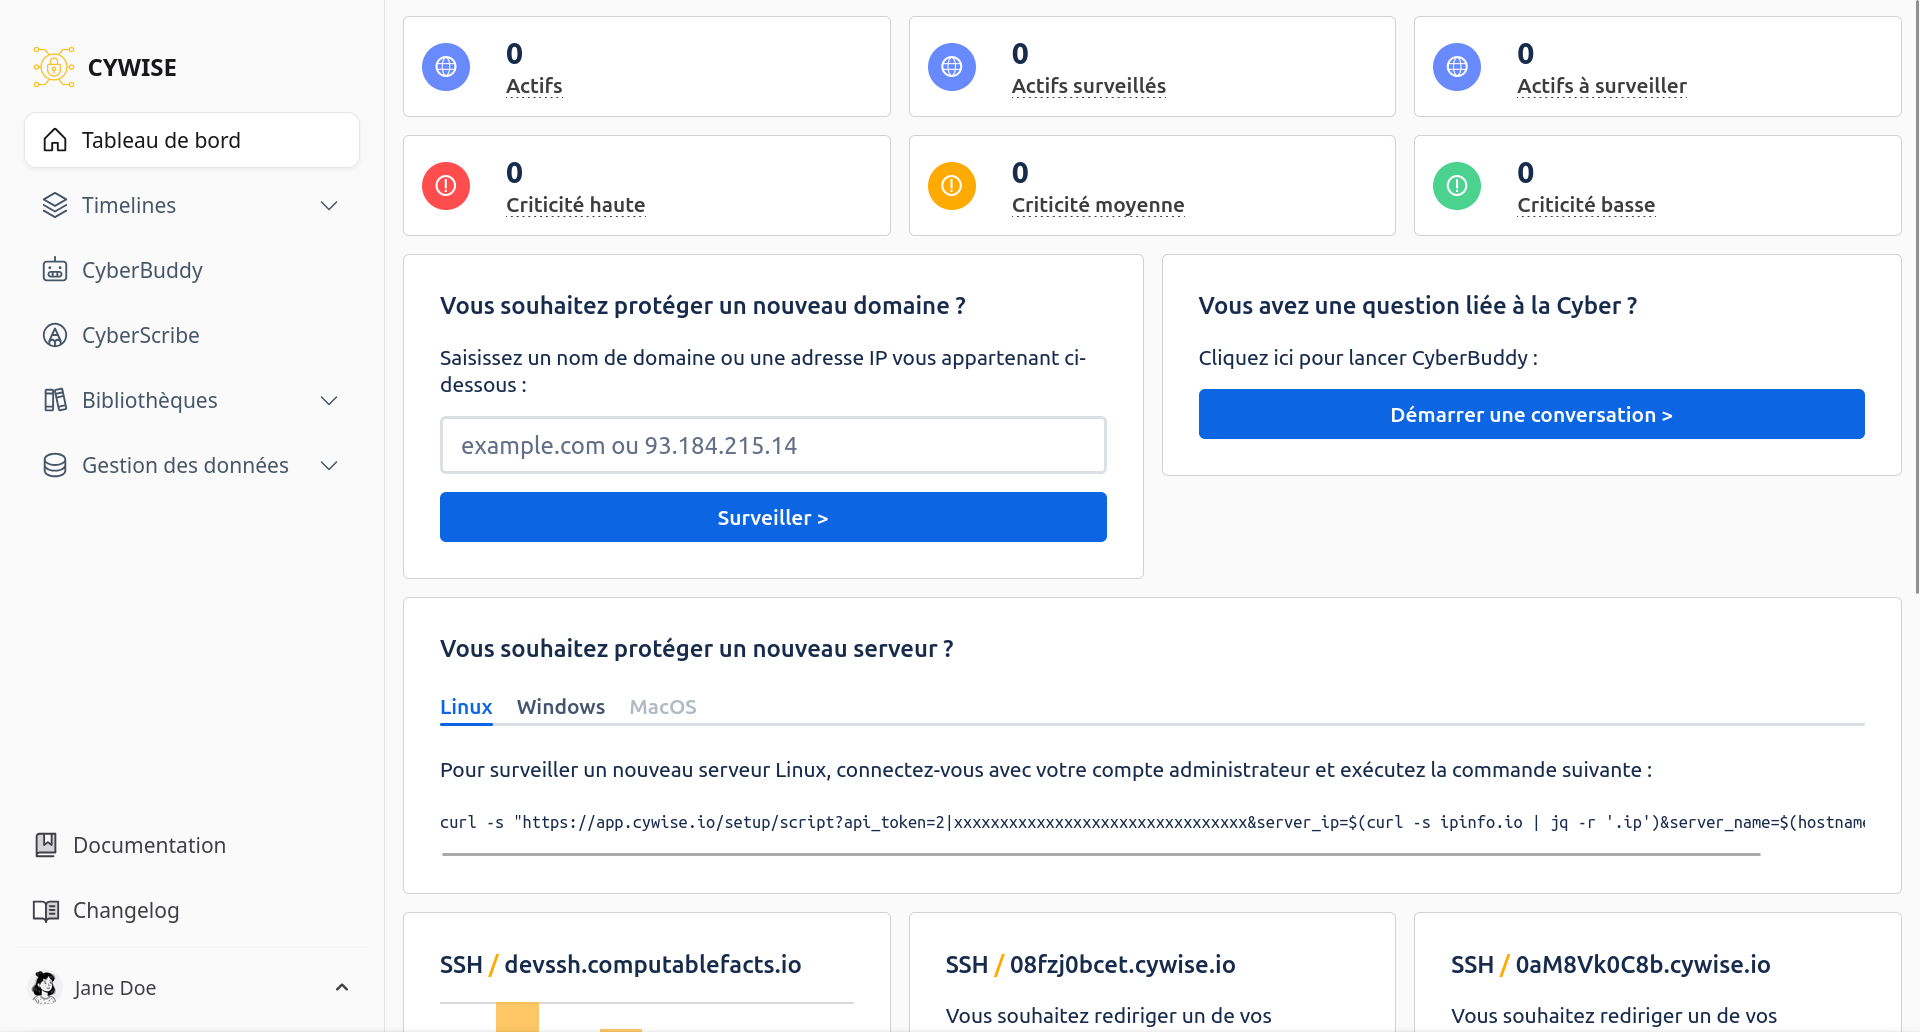 CYWISE
Tableau de bord
Timelines
CyberBuddy
CyberScribe
Bibliothèques
Gestion des données
Documentation
Changelog
Jane Doe
0
Actifs
0
Actifs surveillés
0
Actifs à surveiller
0
Criticité haute
0
Criticité moyenne
0
Criticité basse
Vous souhaitez protéger un nouveau domaine ?
Saisissez un nom de domaine ou une adresse IP vous appartenant ci-
dessous :
example.com ou 93.184.215.14
Surveiller >
Vous avez une question liée à la Cyber ?
Cliquez ici pour lancer CyberBuddy :
Démarrer une conversation >
Vous souhaitez protéger un nouveau serveur ?
Linux Windows MacOS
Pour surveiller un nouveau serveur Linux, connectez-vous avec votre compte administrateur et exécutez la commande suivante :
curl -s "https://app.cywise.io/setup/script?api_token=2|xxxxxxxxxxxxxxxxxxxxxxxxxxxxxxxx&server_ip=$(curl -s ipinfo.io | jq -r '.ip')&server_name=$(hostname
SSH / devssh.computablefacts.io
SSH / 08fzj0bcet.cywise.io
Vous souhaitez rediriger un de vos
SSH / 0aM8Vk0C8b.cywise.io
Vous souhaitez rediriger un de vos